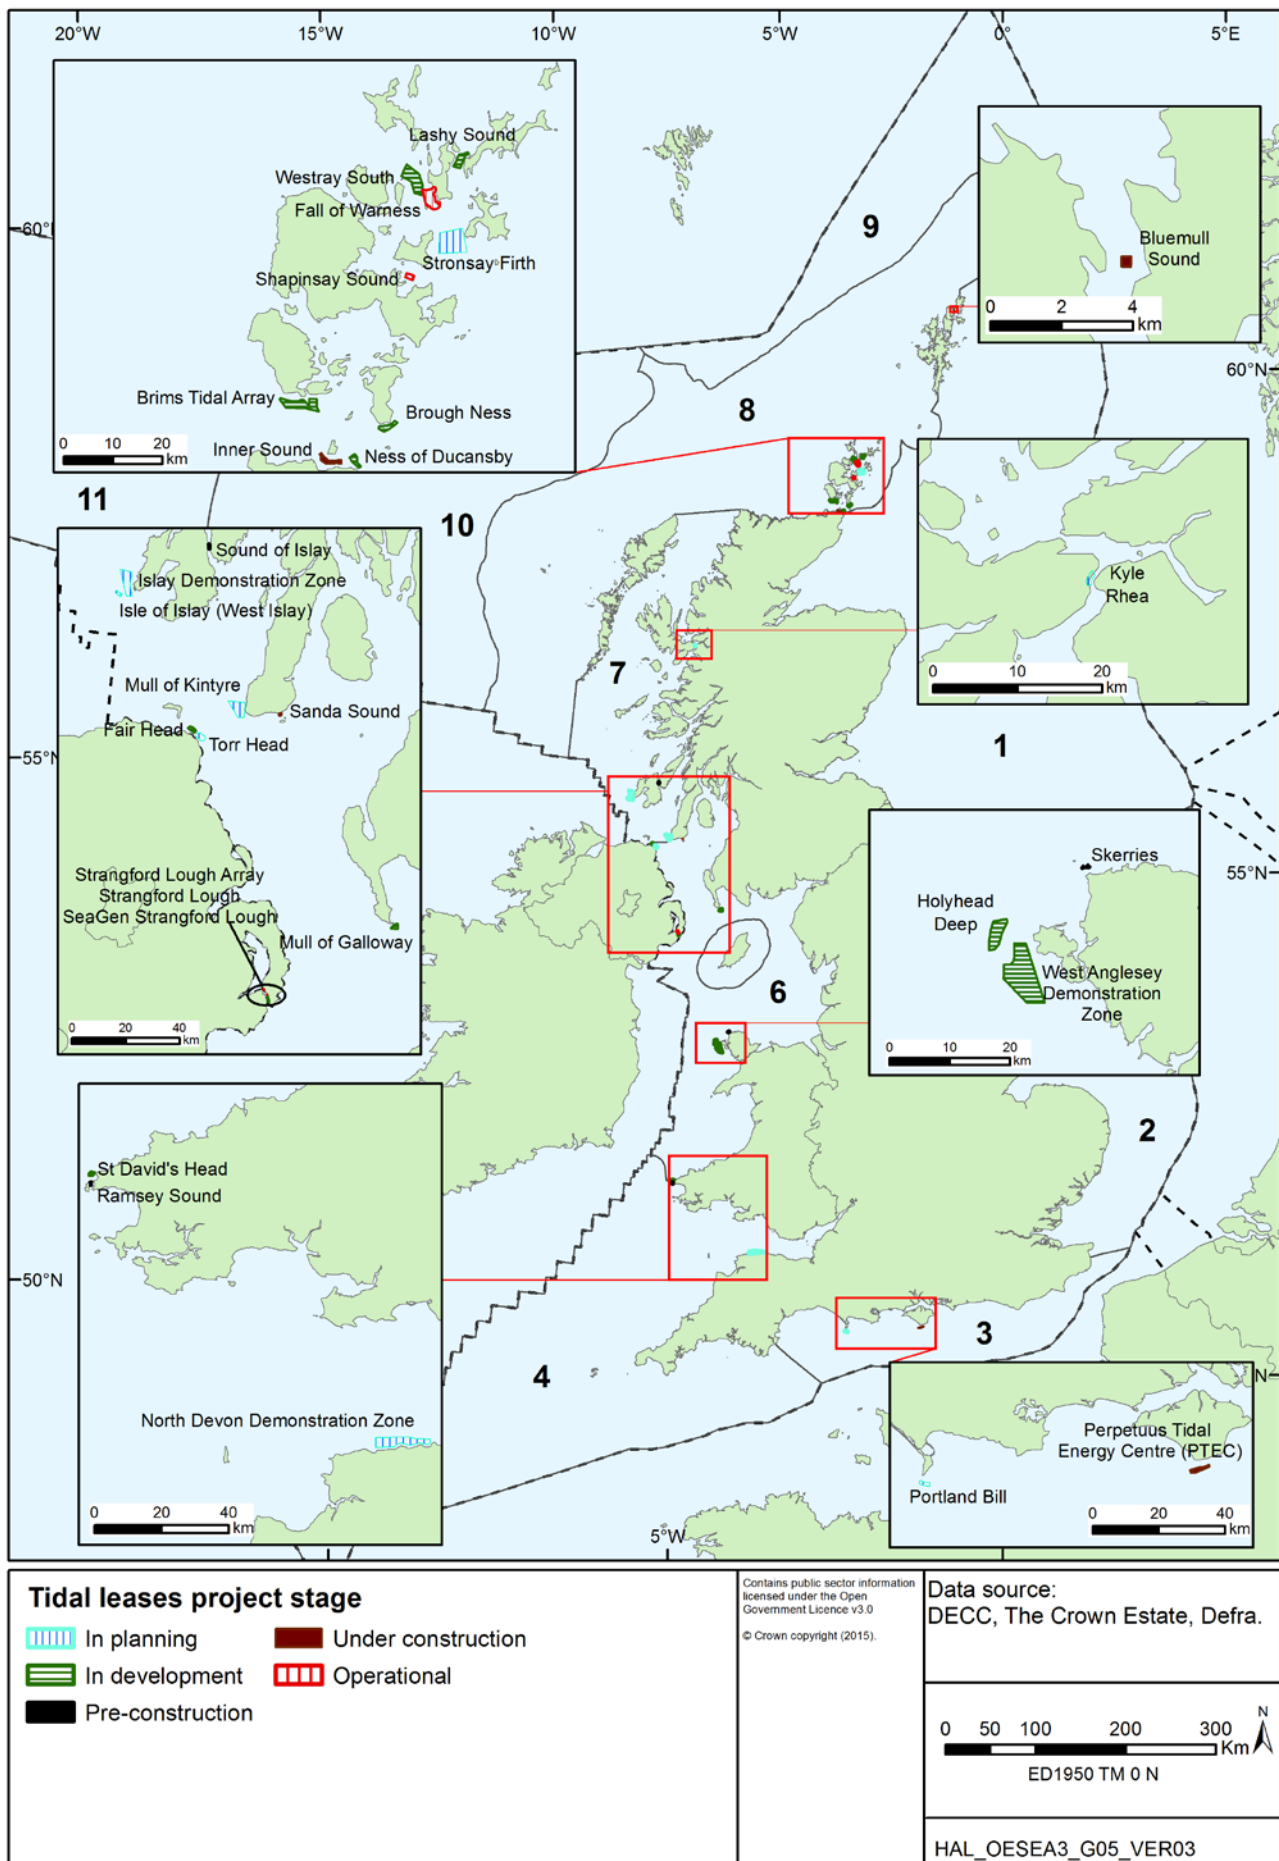 20°W
15°W
10°W
5°W
0°
5°E
Lashy Sound
Westray South
Fall of Warness
Stronsay Firth
Shapinsay Sound
Brims Tidal Array
Brough Ness
Inner Sound
Ness of Ducansby
0 10 20
km
Bluemull
Sound
0 2 4
km
60°
9
60°N
8
11
10
Sound of Islay
Islay Demonstration Zone
Isle of Islay (West Islay)
Mull of Kintyre
Sanda Sound
Fair Head
Torr Head
Strangford Lough Array
Strangford Lough
SeaGen Strangford Lough
Mull of Galloway
0 20 40
km
Kyle
Rhea
0 10 20
km
7
1
55°N
55°N
Skerries
Holyhead
Deep
West Anglesey
Demonstration
Zone
0 10 20
km
6
2
St David's Head
Ramsey Sound
North Devon Demonstration Zone
0 20 40
km
50°N
3
4
N
Perpetuus Tidal
Energy Centre (PTEC)
Portland Bill
0 20 40
km
5°W
Tidal leases project stage
In planning
Under construction
In development
Operational
Pre-construction
Contains public sector information
licensed under the Open
Government Licence v3.0
© Crown copyright (2015).
Data source:
DECC, The Crown Estate, Defra.
0 50 100 200 300
Km
N
ED1950 TM 0 N
HAL_OESEA3_G05_VER03